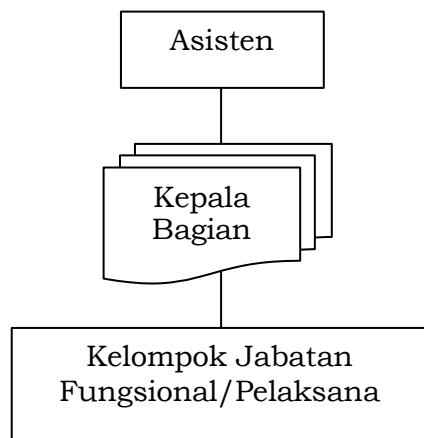 Asisten
Kepala
Bagian
Kelompok Jabatan
Fungsional/Pelaksana